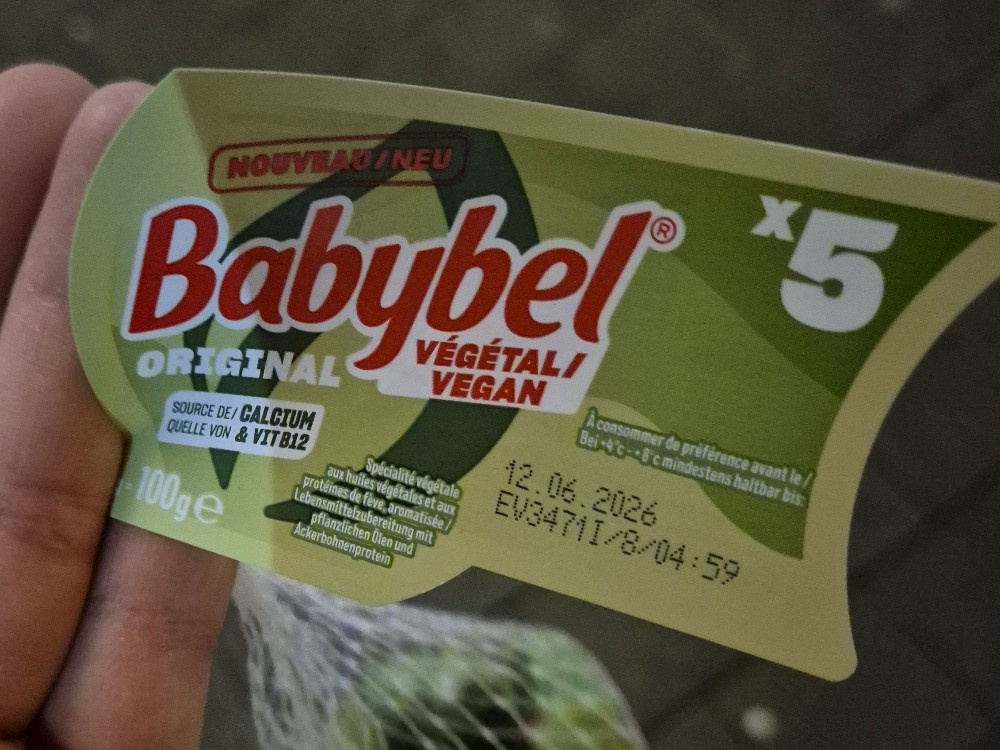 NOUVEAU/NEU
Babybel®
x5
ORIGINAL
VÉGÉTAL/
VEGAN
SOURCE DE/ CALCIUM
QUELLE VON & VIT B12
100g e
Spécialité végétale
aux huiles végétales et aux
protéines de fève, aromatisée /
Lebensmittelzubereitung mit
pflanzlichen Ölen und
Ackerbohnenprotein
À consommer de préférence avant le /
Bei +4°c - +8°c mindestens haltbar bis:
12.06.2026
EV3471I/8/04:59